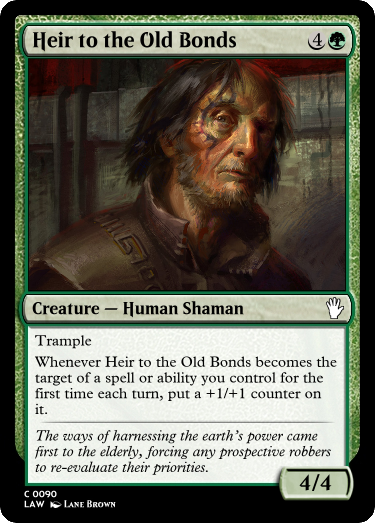 Heir to the Old Bonds 4
Creature — Human Shaman
Trample
Whenever Heir to the Old Bonds becomes the
target of a spell or ability you control for the
first time each turn, put a +1/+1 counter on
it.
The ways of harnessing the earth's power came
first to the elderly, forcing any prospective robbers
to re-evaluate their priorities.
4/4
C 0090
LAW Lane Brown